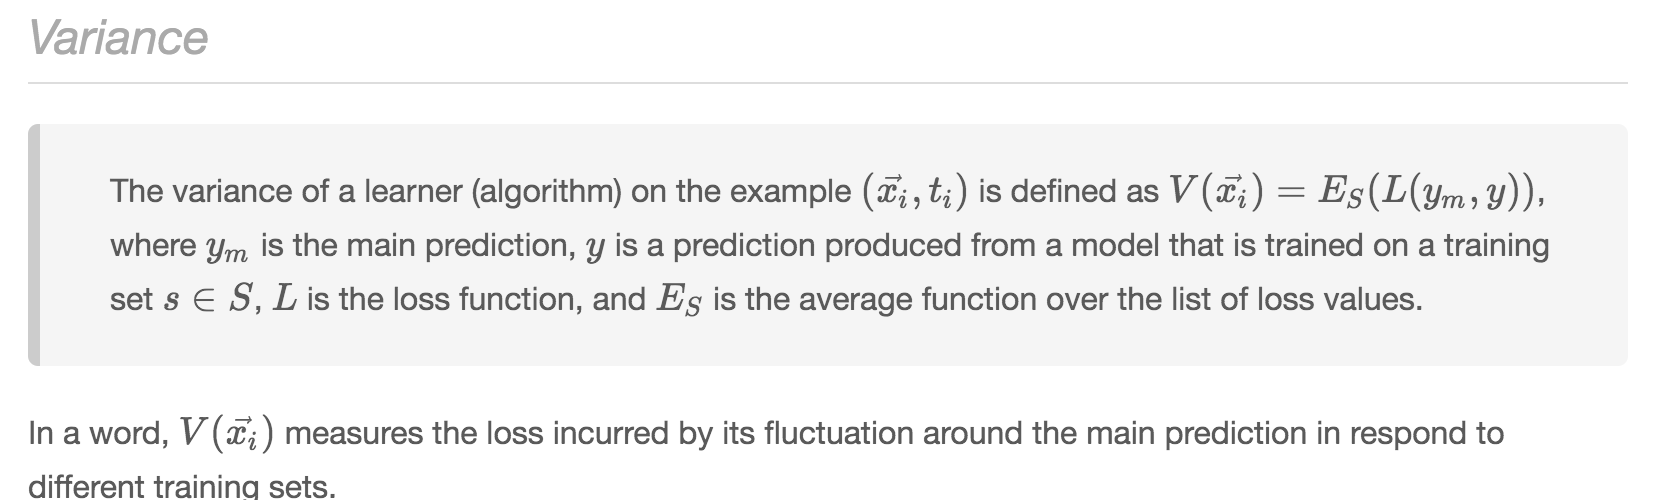 Variance
The variance of a learner (algorithm) on the example $(\vec{x}_i, t_i)$ is defined as $V(\vec{x}_i) = E_S(L(y_m, y))$,
where $y_m$ is the main prediction, $y$ is a prediction produced from a model that is trained on a training
set $s \in S$, $L$ is the loss function, and $E_S$ is the average function over the list of loss values.
In a word, $V(\vec{x}_i)$ measures the loss incurred by its fluctuation around the main prediction in respond to
different training sets.